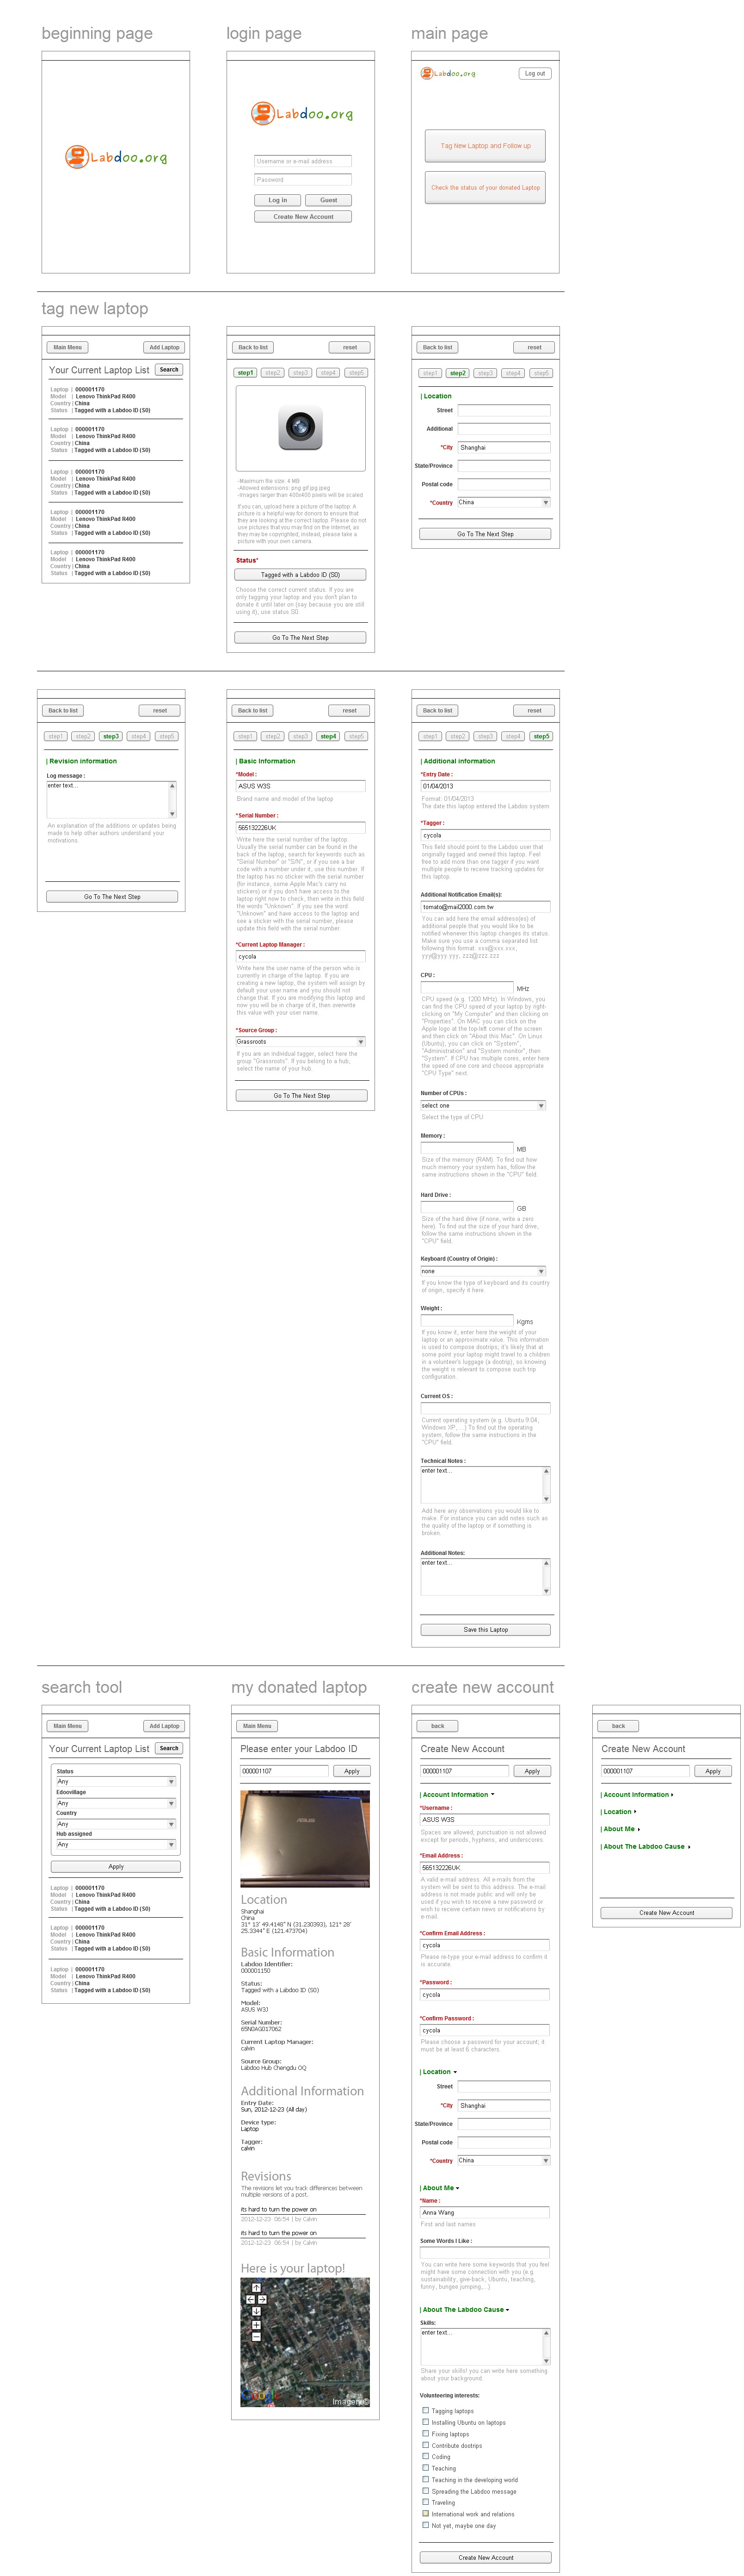 beginning page
login page
main page
Labdoo.org
Labdoo.org
Username or e-mail address
Password
Log in
Guest
Create New Account
Labdoo.org
Log out
Tag New Laptop and Follow up
Check the status of your donated Laptop
tag new laptop
Main Menu
Add Laptop
Your Current Laptop List
Search
Laptop | 000001170
Model | Lenovo ThinkPad R400
Country | China
Status | Tagged with a Labdoo ID (S0)
Laptop | 000001170
Model | Lenovo ThinkPad R400
Country | China
Status | Tagged with a Labdoo ID (S0)
Laptop | 000001170
Model | Lenovo ThinkPad R400
Country | China
Status | Tagged with a Labdoo ID (S0)
Laptop | 000001170
Model | Lenovo ThinkPad R400
Country | China
Status | Tagged with a Labdoo ID (S0)
Laptop | 000001170
Model | Lenovo ThinkPad R400
Country | China
Status | Tagged with a Labdoo ID (S0)
Back to list
reset
step1 step2 step3 step4 step5
-Maximum file size: 4 MB
-Allowed extensions: png gif jpg jpeg
-Images larger than 400x400 pixels will be scaled
If you can, upload here a picture of the laptop. A
picture is a helpful way for donors to ensure that
they are looking at the correct laptop. Please do not
use pictures that you may find on the Internet, as
they may be copyrighted; instead, please take a
picture with your own camera.
Status*
Tagged with a Labdoo ID (S0)
Choose the correct current status. If you are
only tagging your laptop and you don't plan to
donate it until later on (say because you are still
using it), use status S0.
Go To The Next Step
Back to list
reset
step1 step2 step3 step4 step5
| Location
Street
Additional
*City Shanghai
State/Province
Postal code
*Country China
Go To The Next Step
Back to list
reset
step1 step2 step3 step4 step5
| Revision information
Log message :
enter text...
An explanation of the additions or updates being
made to help other authors understand your
motivations.
Go To The Next Step
Back to list
reset
step1 step2 step3 step4 step5
| Basic Information
*Model :
ASUS W3S
Brand name and model of the laptop
*Serial Number :
565132226UK
Write here the serial number of the laptop.
Usually the serial number can be found in the
back of the laptop, search for keywords such as
"Serial Number" or "S/N", or if you see a bar
code with a number under it, use this number. If
the laptop has no sticker with the serial number
(for instance, some Apple Mac's carry no
stickers) or if you don't have access to the
laptop right now to check, then write in this field
the words "Unknown". If you see the word
"Unknown" and have access to the laptop and
see a sticker with the serial number, please
update this field with the serial number.
*Current Laptop Manager :
cycola
Write here the user name of the person who is
currently in charge of the laptop. If you are
creating a new laptop, the system will assign by
default your user name and you should not
change that. If you are modifying this laptop and
now you will be in charge of it, then overwrite
this value with your user name.
*Source Group :
Grassroots
If you are an individual tagger, select here the
group "Grassroots". If you belong to a hub,
select the name of your hub.
Go To The Next Step
Back to list
reset
step1 step2 step3 step4 step5
| Additional information
*Entry Date :
01/04/2013
Format: 01/04/2013
The date this laptop entered the Labdoo system
*Tagger :
cycola
This field should point to the Labdoo user that
originally tagged and owned this laptop. Feel
free to add more than one tagger if you want
multiple people to receive tracking updates for
this laptop.
Additional Notification Email(s):
tomato@mail2000.com.tw
You can add here the email address(es) of
additional people that you would like to be
notified whenever this laptop changes its status.
Make sure you use a comma separated list
following this format: xxx@xxx.xxx,
yyy@yyy.yyy, zzz@zzz.zzz
CPU :
MHz
CPU speed (e.g. 1200 MHz). In Windows, you
can find the CPU speed of your laptop by right-
clicking on "My Computer" and then clicking on
"Properties". On MAC you can click on the
Apple logo at the top-left corner of the screen
and then click on "About this Mac". On Linux
(Ubuntu), you can click on "System",
"Administration" and "System monitor", then
"System". If CPU has multiple cores, enter here
the speed of one core and choose appropriate
"CPU Type" next.
Number of CPUs :
select one
Select the type of CPU
Memory :
MB
Size of the memory (RAM). To find out how
much memory your system has, follow the
same instructions shown in the "CPU" field.
Hard Drive :
GB
Size of the hard drive (if none, write a zero
here). To find out the size of your hard drive,
follow the same instructions shown in the
"CPU" field.
Keyboard (Country of Origin) :
none
If you know the type of keyboard and its country
of origin, specify it here.
Weight :
Kgms
If you know it, enter here the weight of your
laptop or an approximate value. This information
is used to compose dootrips; it's likely that at
some point your laptop might travel to a children
in a volunteer's luggage (a dootrip), so knowing
the weight is relevant to compose such trip
configuration.
Current OS :
Current operating system (e.g. Ubuntu 9.04,
Windows XP, ...) To find out the operating
system, follow the same instructions in the
"CPU" field.
Technical Notes :
enter text...
Add here any observations you would like to
make. For instance you can add notes such as
the quality of the laptop or if something is
broken.
Additional Notes:
enter text...
Save this Laptop
search tool
my donated laptop
create new account
Main Menu
Add Laptop
Your Current Laptop List
Search
Status
Any
Edoovillage
Any
Country
Any
Hub assigned
Any
Apply
Laptop | 000001170
Model | Lenovo ThinkPad R400
Country | China
Status | Tagged with a Labdoo ID (S0)
Laptop | 000001170
Model | Lenovo ThinkPad R400
Country | China
Status | Tagged with a Labdoo ID (S0)
Laptop | 000001170
Model | Lenovo ThinkPad R400
Country | China
Status | Tagged with a Labdoo ID (S0)
Main Menu
Please enter your Labdoo ID
000001107
Apply
ASUS
Location
Shanghai
China
31° 13' 49.4148" N (31.230393), 121° 28'
25.3344" E (121.473704)
Basic Information
Labdoo Identifier:
000001150
Status:
Tagged with a Labdoo ID (S0)
Model:
ASUS W3J
Serial Number:
65N0AG017062
Current Laptop Manager:
calvin
Source Group:
Labdoo Hub Chengdu OQ
Additional Information
Entry Date:
Sun, 2012-12-23 (All day)
Device type:
Laptop
Tagger:
calvin
Revisions
The revisions let you track differences between
multiple versions of a post.
its hard to turn the power on
2012-12-23 06:54 | by Calvin
its hard to turn the power on
2012-12-23 06:54 | by Calvin
Here is your laptop!
Google
Imagery©
back
Create New Account
000001107
Apply
| Account Information
*Username :
ASUS W3S
Spaces are allowed; punctuation is not allowed
except for periods, hyphens, and underscores.
*Email Address :
565132226UK
A valid e-mail address. All e-mails from the
system will be sent to this address. The e-mail
address is not made public and will only be
used if you wish to receive a new password or
wish to receive certain news or notifications by
e-mail.
*Confirm Email Address :
cycola
Please re-type your e-mail address to confirm it
is accurate.
*Password :
cycola
*Confirm Password :
cycola
Please choose a password for your account; it
must be at least 6 characters.
| Location
Street
*City Shanghai
State/Province
Postal code
*Country China
| About Me
*Name :
Anna Wang
First and last names
Some Words I Like :
You can write here some keywords that you feel
might have some connection with you (e.g.
sustainability, give-back, Ubuntu, teaching,
funny, bungee jumping,...)
| About The Labdoo Cause
Skills:
enter text...
Share your skills! you can write here something
about your background.
Volunteering interests:
Tagging laptops
Installing Ubuntu on laptops
Fixing laptops
Contribute dootrips
Coding
Teaching
Teaching in the developing world
Spreading the Labdoo message
Traveling
International work and relations
Not yet, maybe one day
Create New Account
back
Create New Account
000001107
Apply
| Account Information
| Location
| About Me
| About The Labdoo Cause
Create New Account